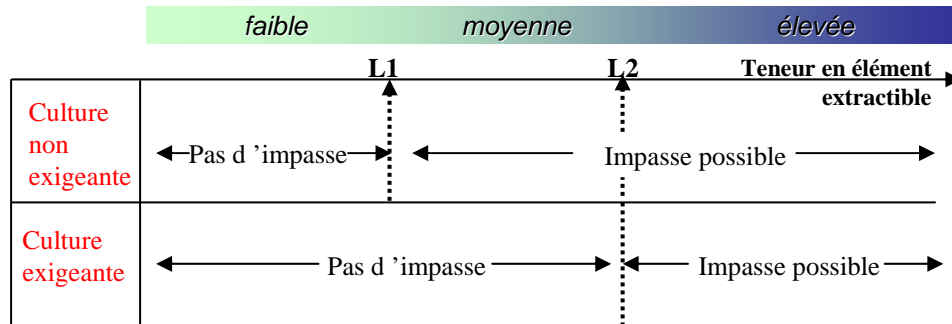 faible moyenne élevée
L1 L2 Teneur en élément
extractible
Culture
non
exigeante
Pas d ’impasse Impasse possible
Culture
exigeante
Pas d ’impasse Impasse possible